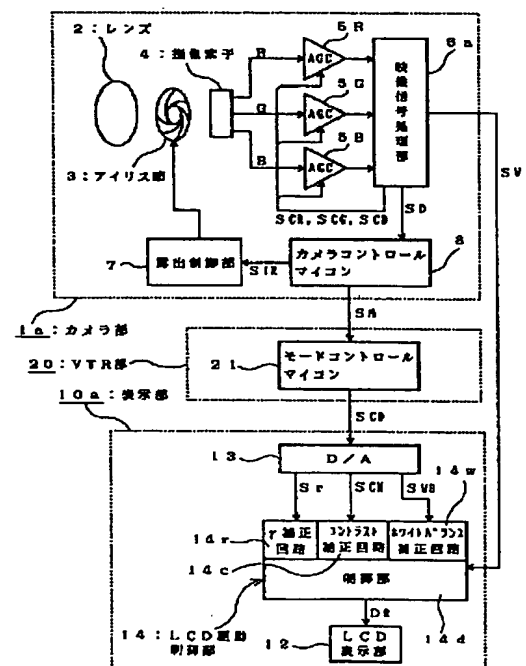 2:レンズ
4:撮像素子
R
G
B
5R
5G
5B
AGC
AGC
AGC
6a
映像信号処理部
3:アイリス部
SCR, SCG, SCB
SD
SV
7
露出制御部
SIR
カメラコントロール
マイコン
8
1a:カメラ部
SM
20:VTR部
21
モードコントロール
マイコン
10a:表示部
SCD
13
D/A
Sr
SCN
SWB
14w
14r
γ補正
回路
コントラスト
補正回路
ホワイトバランス
補正回路
14c
制御部
14:LCD駆動
制御部
14d
DR
12
LCD
表示部